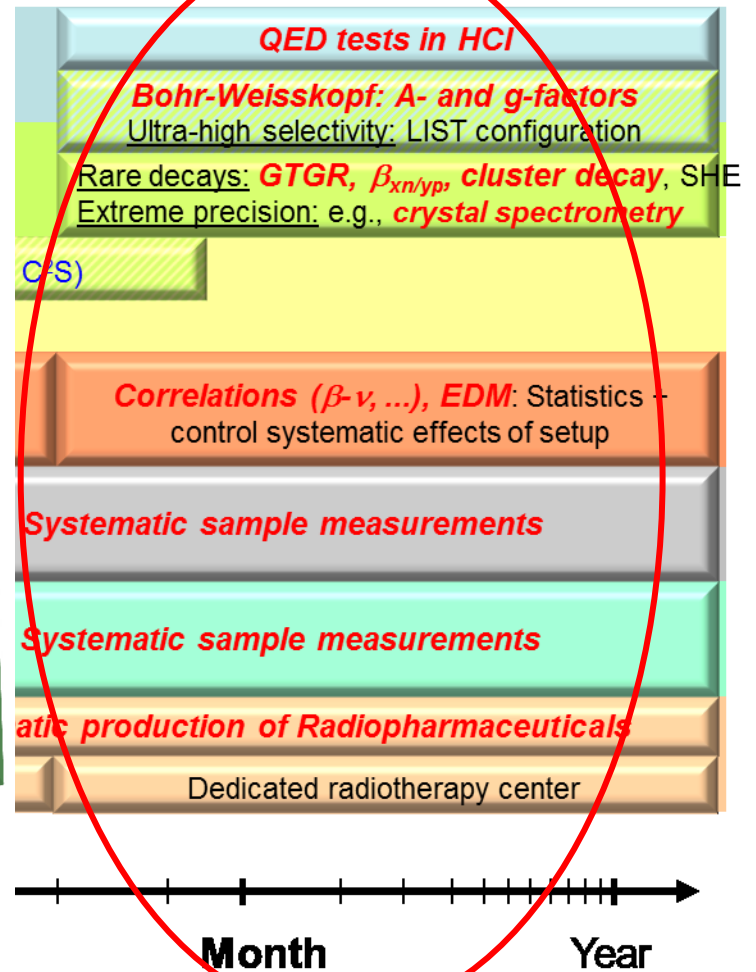 QED tests in HCI
Bohr-Weisskopf: A- and g-factors
Ultra-high selectivity: LIST configuration
Rare decays: GTGR, βxn/yp, cluster decay, SHE
Extreme precision: e.g., crystal spectrometry
C²S)
Correlations (β-ν, ...), EDM: Statistics +
control systematic effects of setup
Systematic sample measurements
Systematic sample measurements
atic production of Radiopharmaceuticals
Dedicated radiotherapy center
Month Year